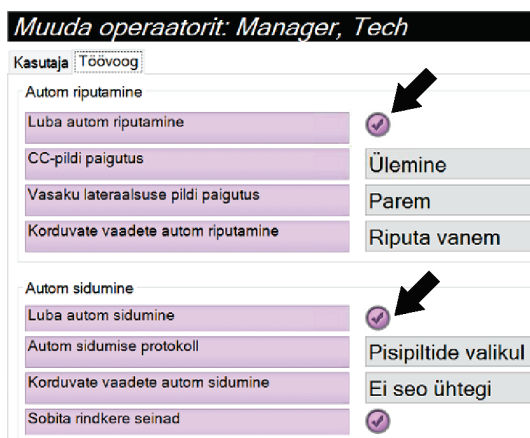 Muuda operaatorit: Manager, Tech
Kasutaja Töövoog
Autom riputamine
Luba autom riputamine
CC-pildi paigutus Ülemine
Vasaku lateraalsuse pildi paigutus Parem
Korduvate vaadete autom riputamine Riputa vanem
Autom sidumine
Luba autom sidumine
Autom sidumise protokoll Pisipiltide valikul
Korduvate vaadete autom sidumine Ei seo ühtegi
Sobita rindkere seinad